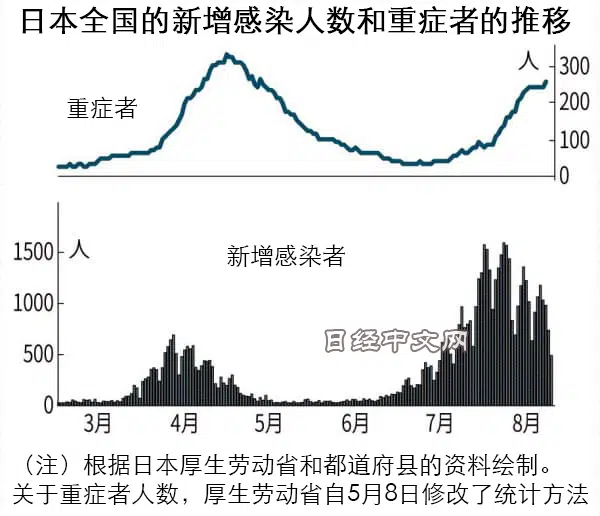 日本全国的新增感染人数和重症者的推移
人
300
重症者
200
100
0
1500
人
新增感染者
1000
日经中文网
500
0
3月 4月 5月 6月 7月 8月
（注）根据日本厚生劳动省和都道府县的资料绘制。
关于重症者人数，厚生劳动省自5月8日修改了统计方法